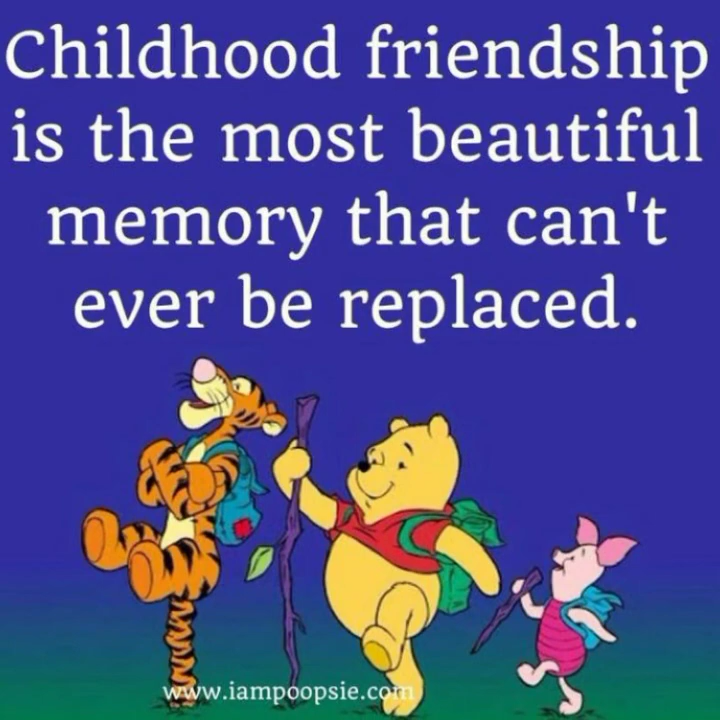 Childhood friendship
is the most beautiful
memory that can't
ever be replaced.
www.iampoopsie.com